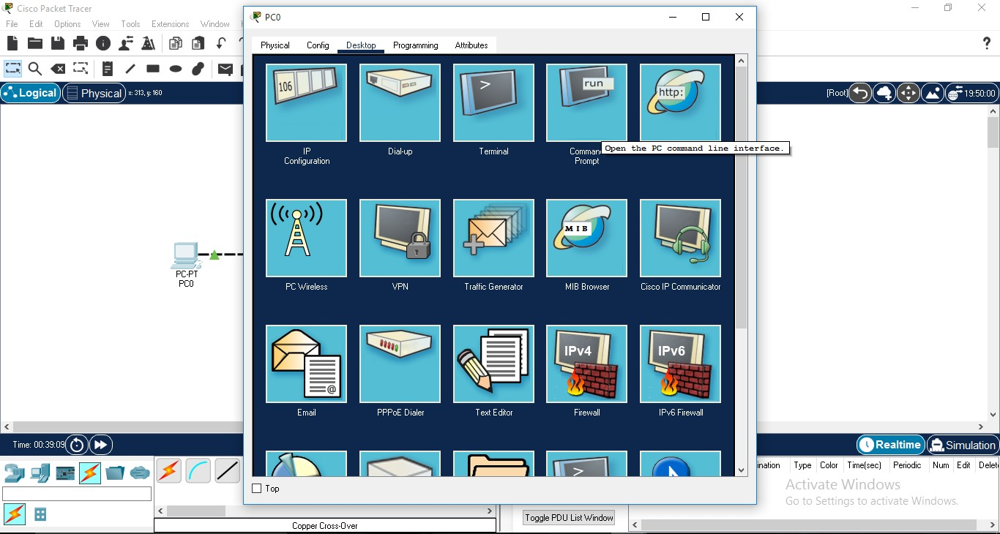 Cisco Packet Tracer
File Edit Options View Tools Extensions Window
PC0
Physical Config Desktop Programming Attributes
?
Logical Physical x: 313, y: 160
[Root] 19:50:00
106
>
run
http:
IP
Configuration
Dial-up
Terminal
Command
Prompt
Open the PC command line interface.
MIB
PC Wireless
VPN
Traffic Generator
MIB Browser
Cisco IP Communicator
PC-PT
PC0
@
IPv4
IPv6
Email
PPPoE Dialer
Text Editor
Firewall
IPv6 Firewall
>
Top
Time: 00:39:09
Realtime Simulation
ination Type Color Time(sec) Periodic Num Edit Delet
Activate Windows
Go to Settings to activate Windows.
Toggle PDU List Window
Copper Cross-Over